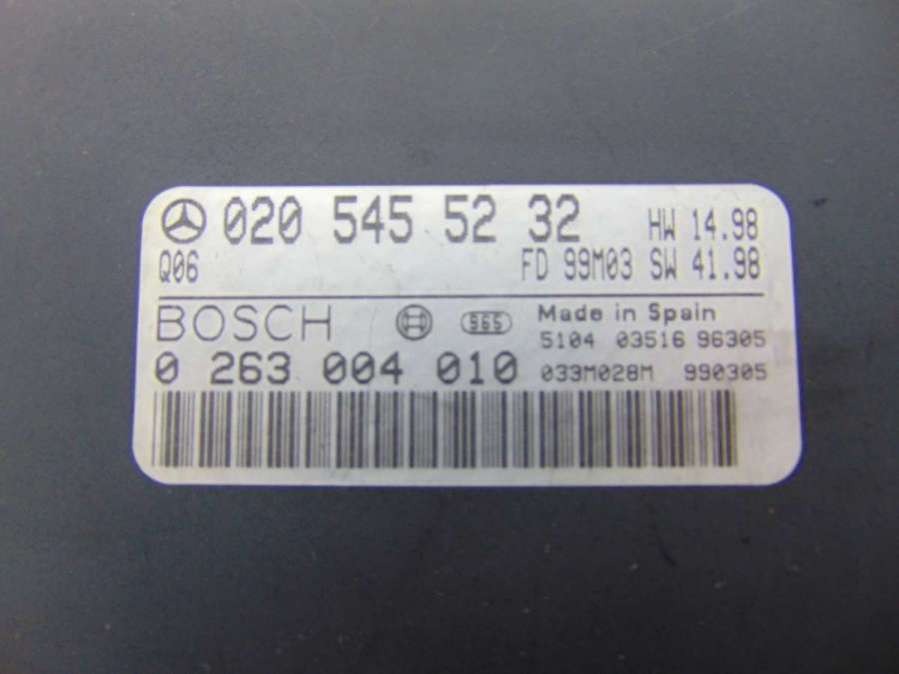 020 545 52 32 HW 14.98
Q06 FD 99M03 SW 41.98
BOSCH 965 Made in Spain
5104 03516 96305
0 263 004 010 033M028M 990305